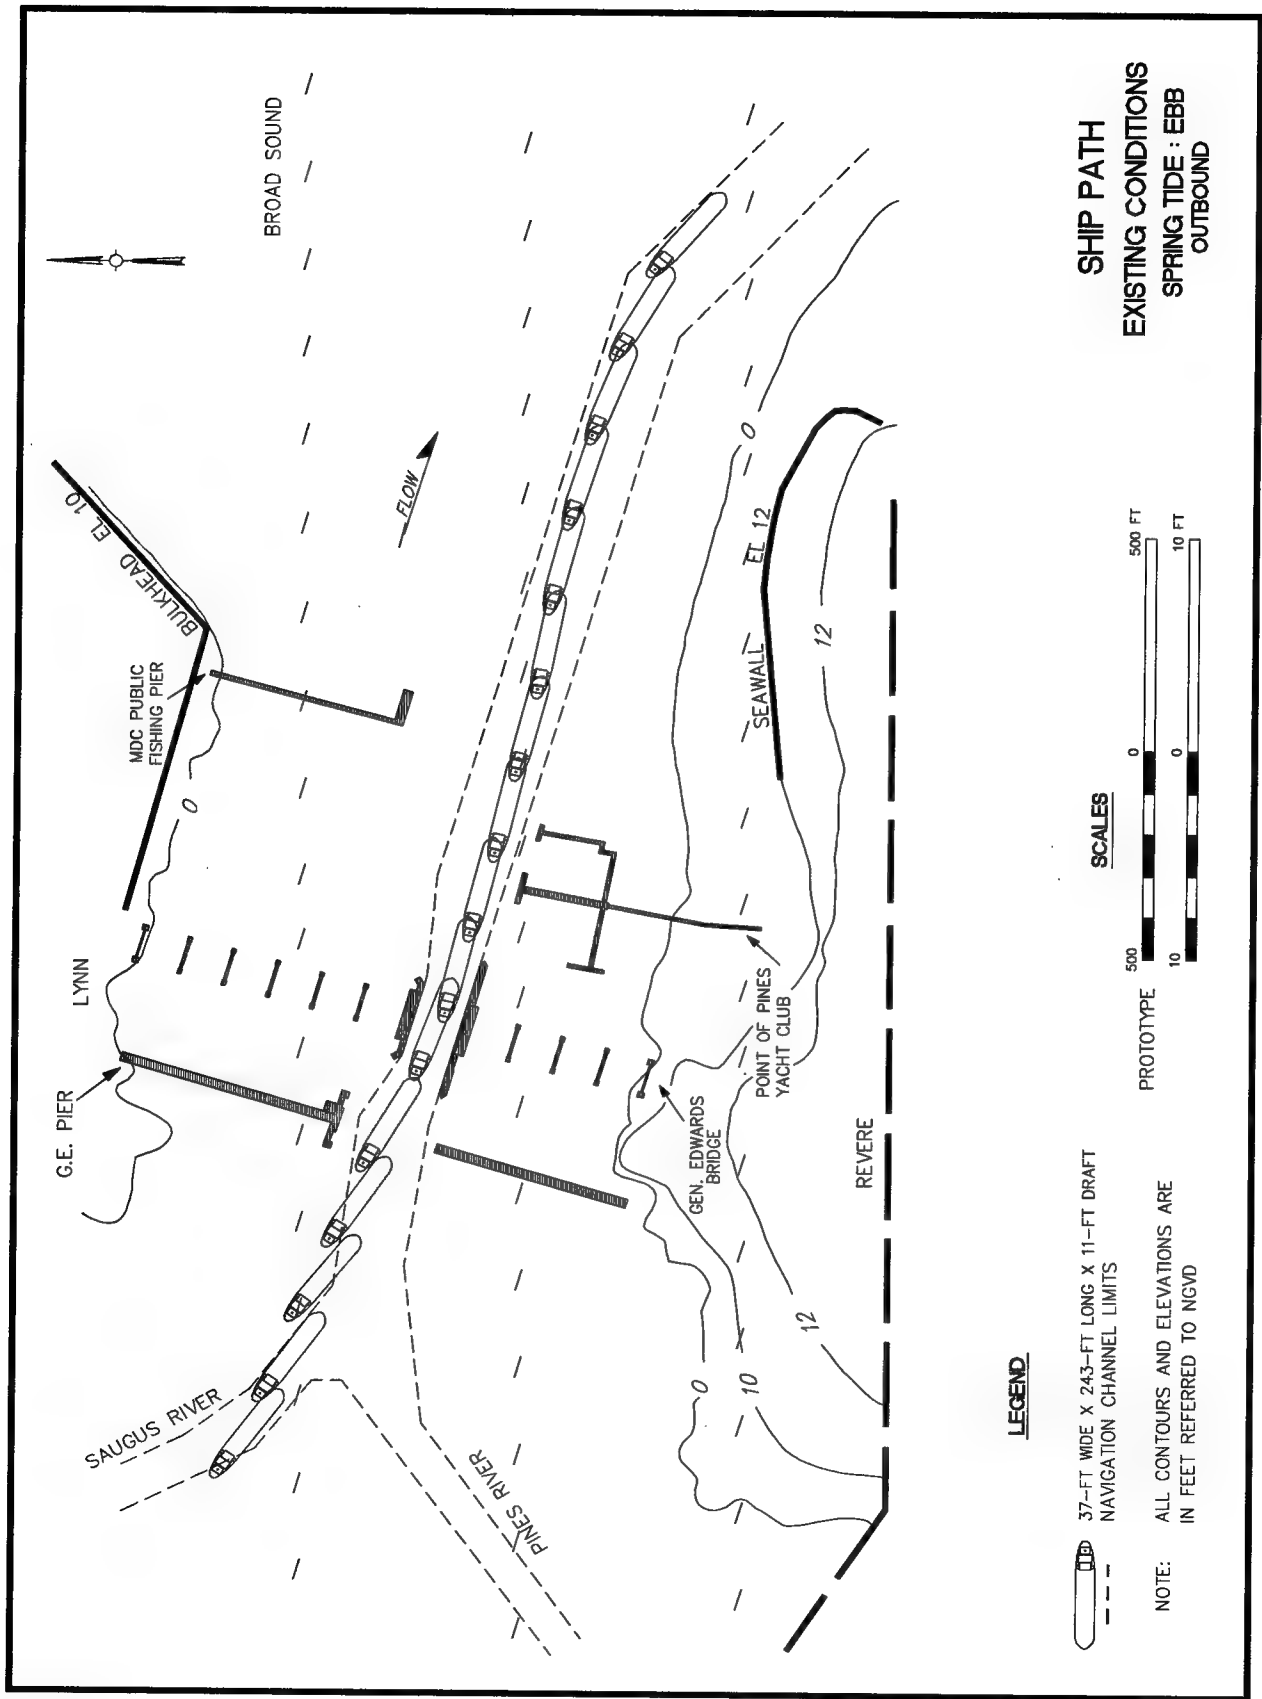 BROAD SOUND
BULKHEAD EL 10
MDC PUBLIC
FISHING PIER
FLOW
0
LYNN
G.E. PIER
SAUGUS RIVER
PINES RIVER
GEN. EDWARDS
BRIDGE
POINT OF PINES
YACHT CLUB
SEAWALL EL 12
0
12
0
10
12
REVERE
SHIP PATH
EXISTING CONDITIONS
SPRING TIDE : EBB
OUTBOUND
SCALES
PROTOTYPE
500 0 500 FT
10 0 10 FT
LEGEND
37-FT WIDE X 243-FT LONG X 11-FT DRAFT
NAVIGATION CHANNEL LIMITS
NOTE: ALL CONTOURS AND ELEVATIONS ARE
IN FEET REFERRED TO NGVD